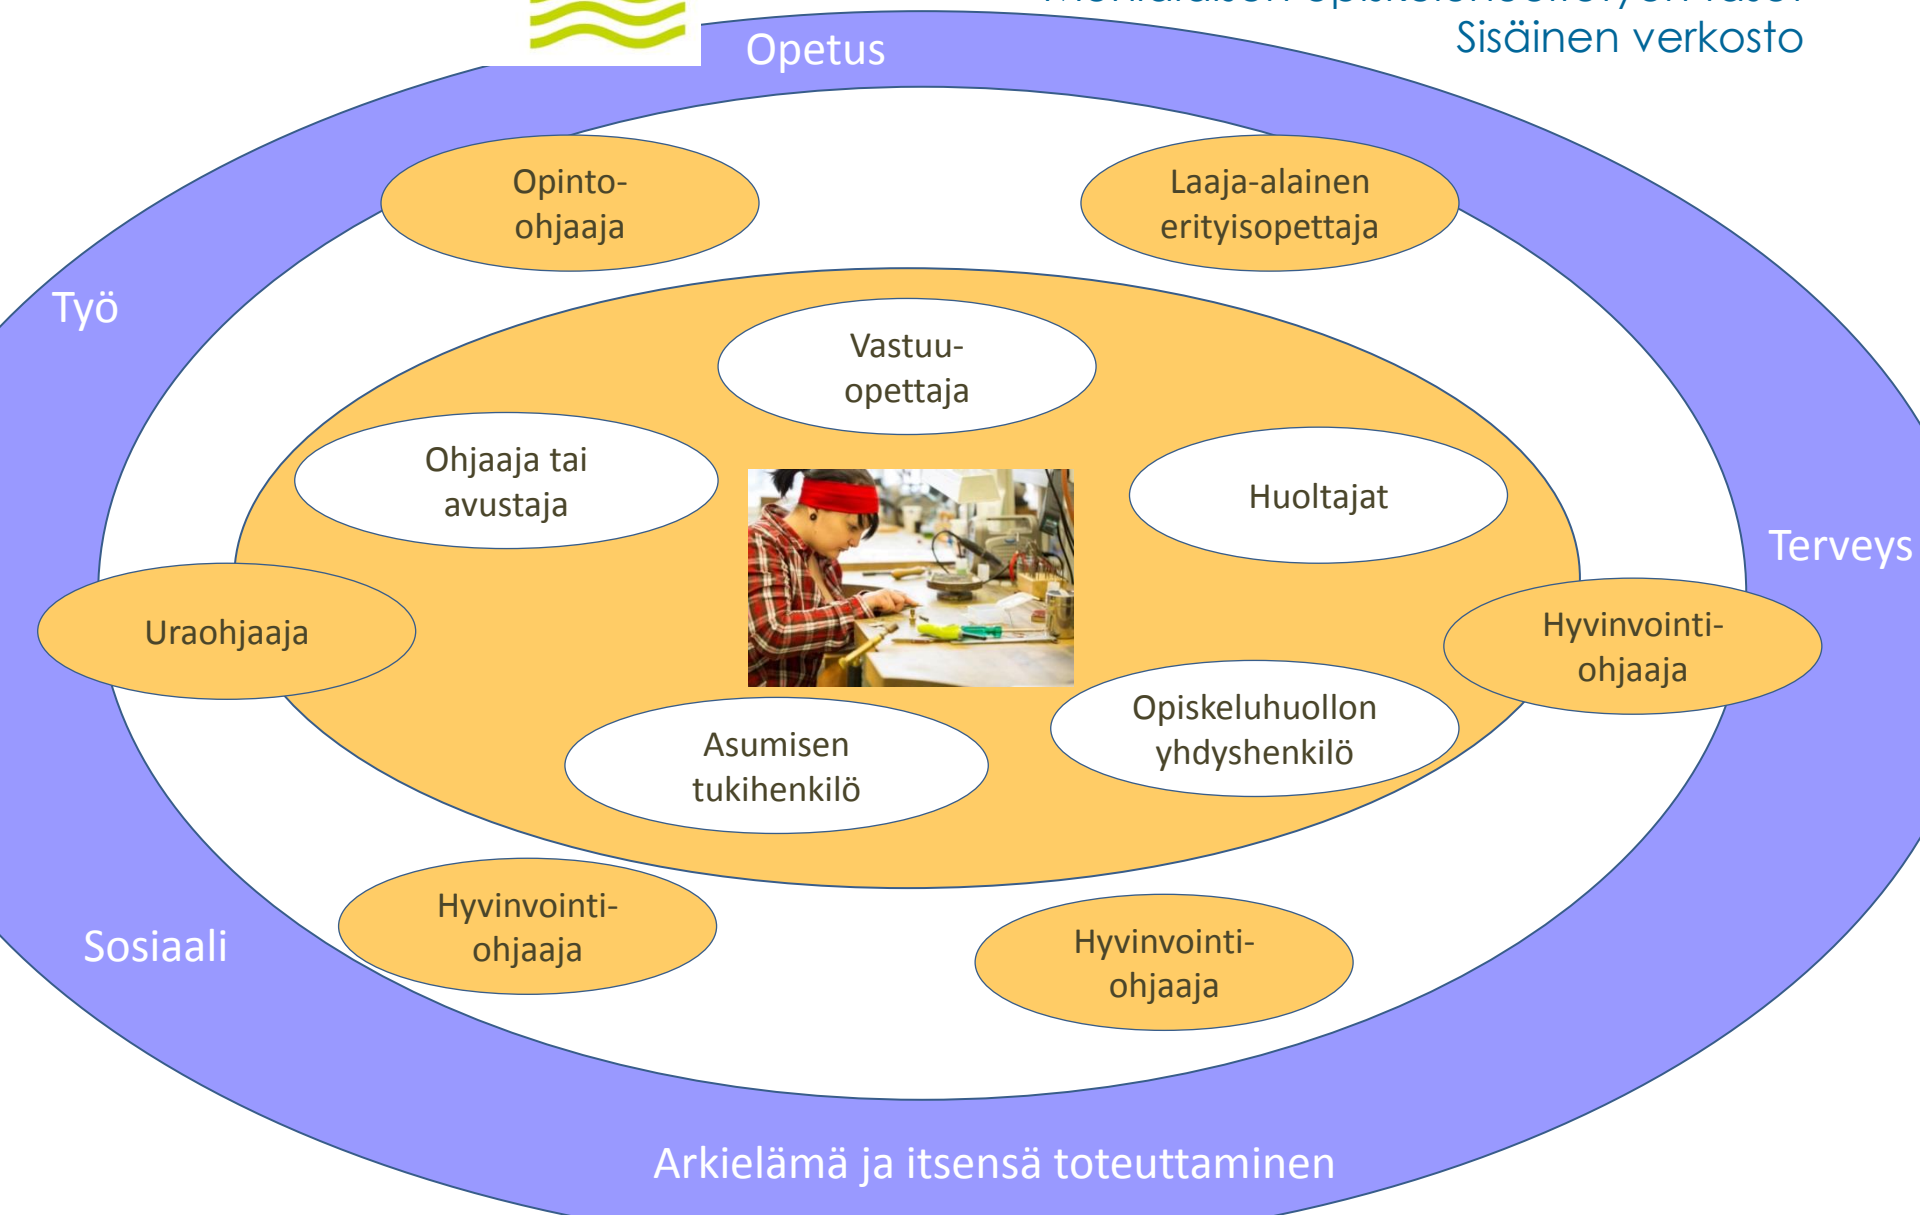 Sisäinen verkosto
Opetus
Opinto-
ohjaaja
Laaja-alainen
erityisopettaja
Työ
Vastuu-
opettaja
Ohjaaja tai
avustaja
Huoltajat
Terveys
Uraohjaaja
Hyvinvointi-
ohjaaja
Opiskeluhuollon
yhdyshenkilö
Asumisen
tukihenkilö
Hyvinvointi-
ohjaaja
Sosiaali
Hyvinvointi-
ohjaaja
Arkielämä ja itsensä toteuttaminen